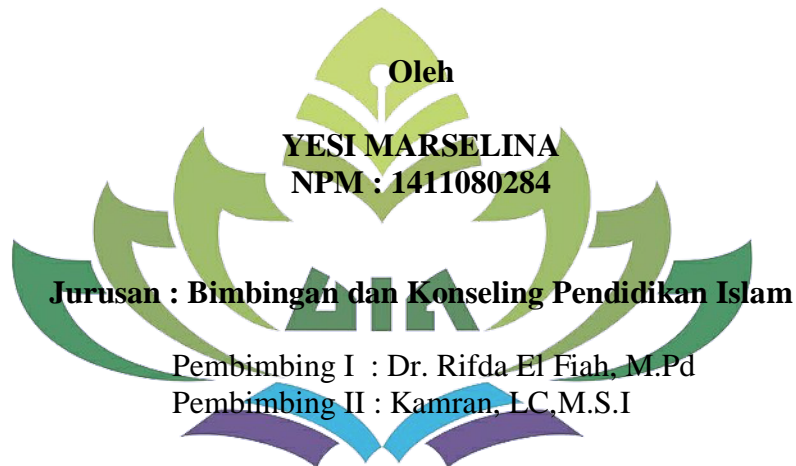 Oleh
YESI MARSELINA
NPM : 1411080284
Jurusan : Bimbingan dan Konseling Pendidikan Islam
Pembimbing I : Dr. Rifda El Fiah, M.Pd
Pembimbing II : Kamran, LC,M.S.I